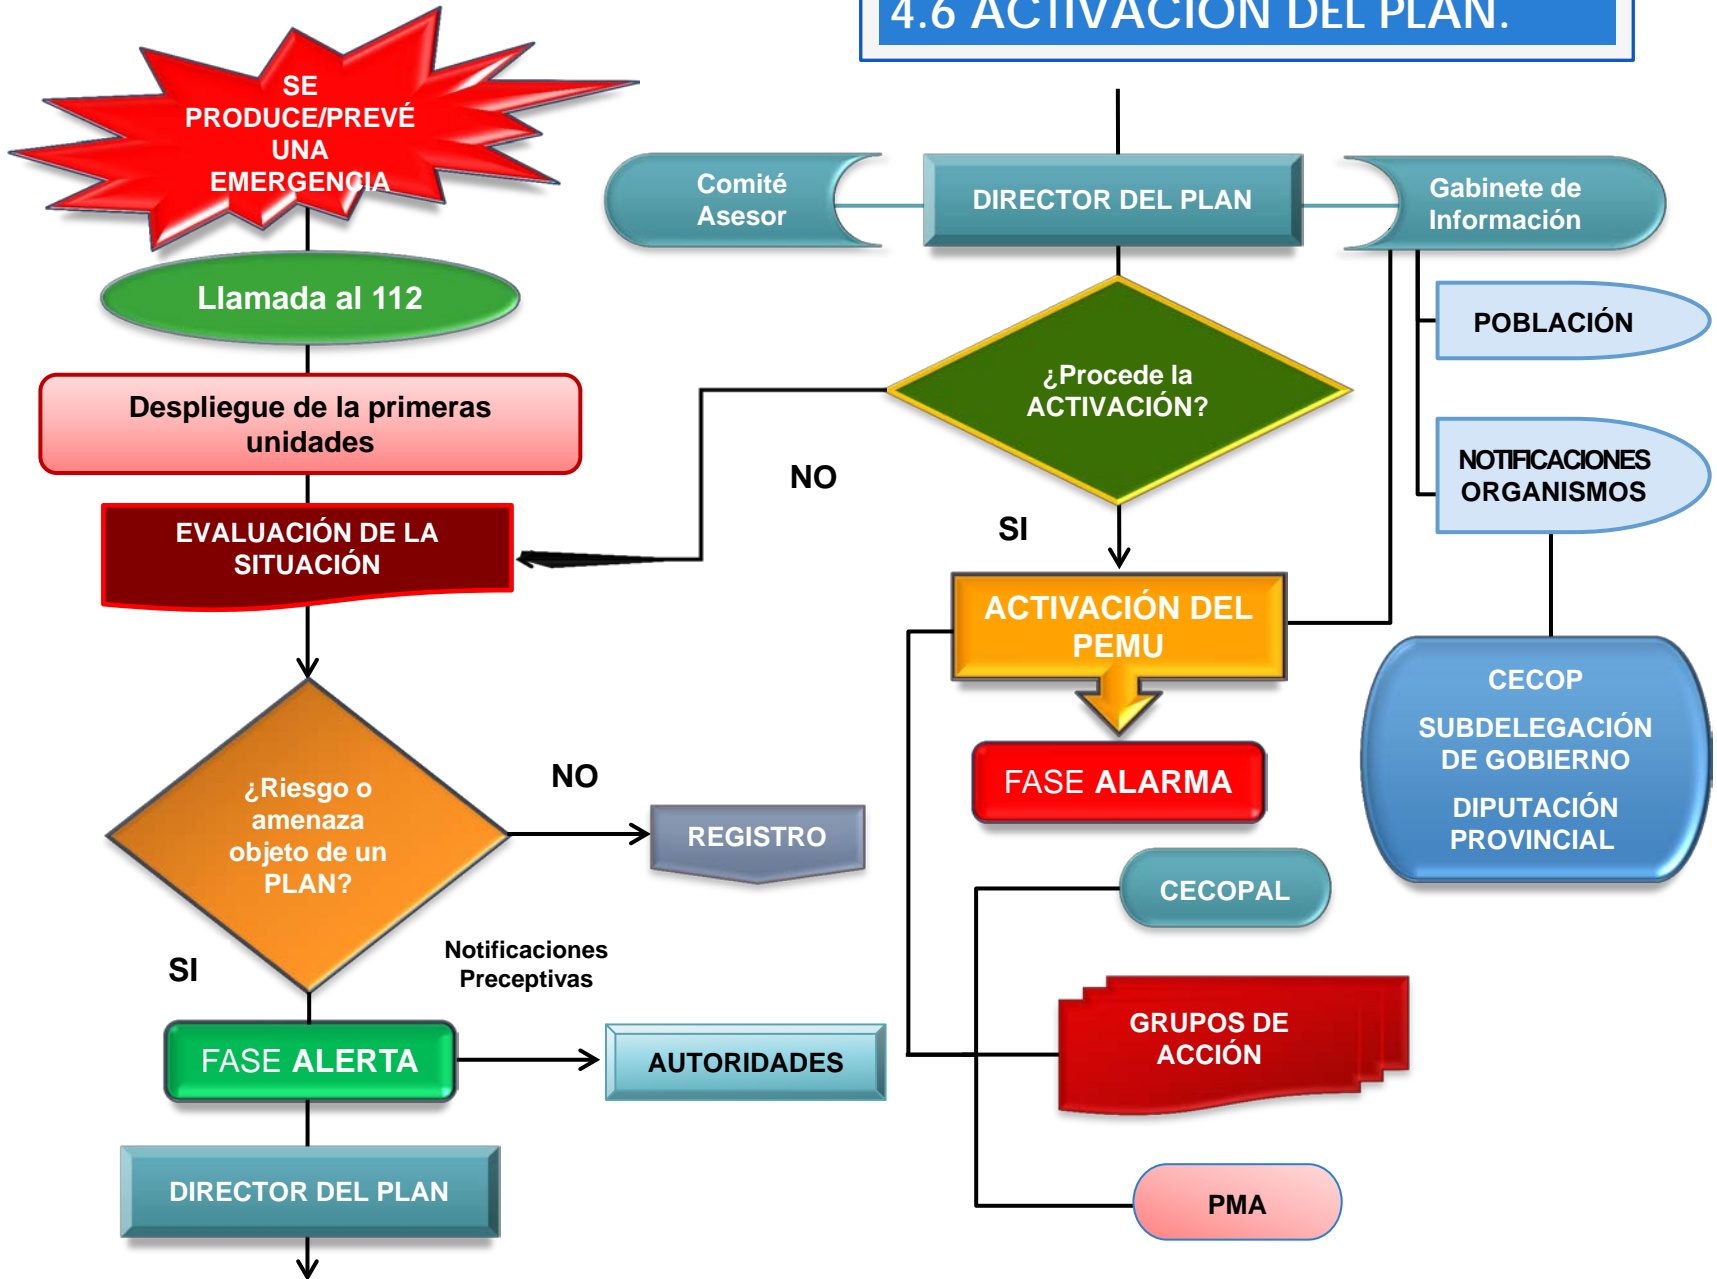 4.6 ACTIVACIÓN DEL PLAN.
SE
PRODUCE/PREVÉ
UNA
EMERGENCIA
Llamada al 112
Despliegue de la primeras
unidades
EVALUACIÓN DE LA
SITUACIÓN
¿Riesgo o
amenaza
objeto de un
PLAN?
NO
REGISTRO
SI
Notificaciones
Preceptivas
FASE ALERTA
AUTORIDADES
DIRECTOR DEL PLAN
Comité
Asesor
DIRECTOR DEL PLAN
Gabinete de
Información
POBLACIÓN
¿Procede la
ACTIVACIÓN?
NOTIFICACIONES
ORGANISMOS
NO
SI
ACTIVACIÓN DEL
PEMU
CECOP
SUBDELEGACIÓN
DE GOBIERNO
DIPUTACIÓN
PROVINCIAL
FASE ALARMA
CECOPAL
GRUPOS DE
ACCIÓN
PMA